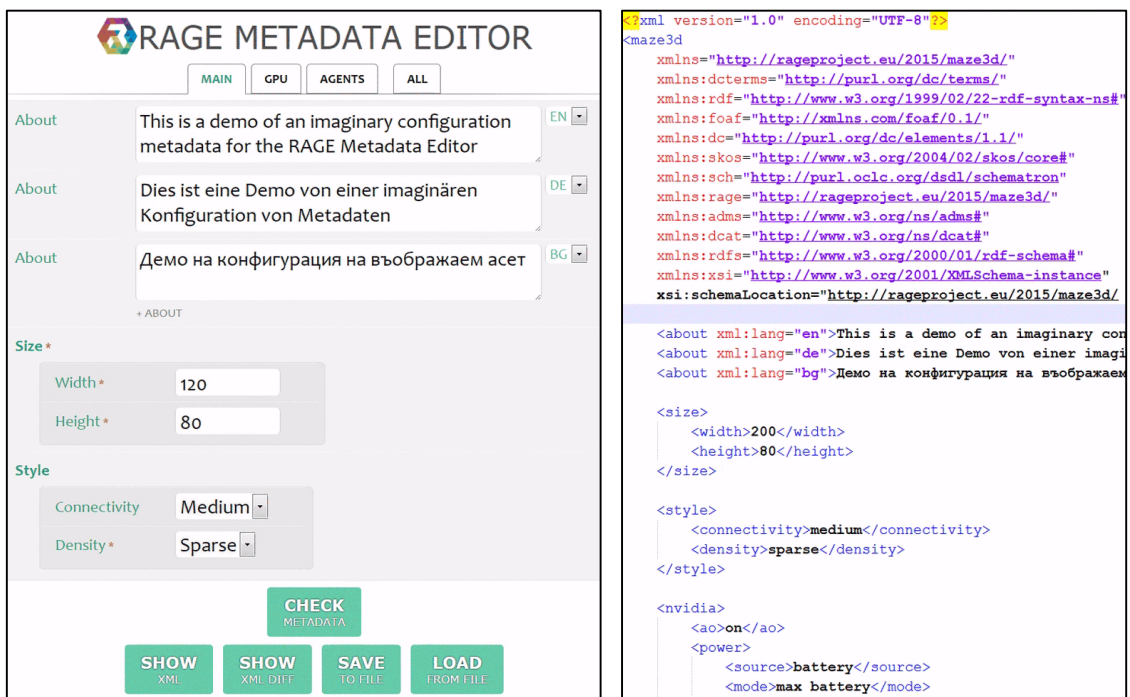 RAGE METADATA EDITOR
MAIN GPU AGENTS ALL
About
This is a demo of an imaginary configuration
metadata for the RAGE Metadata Editor
EN
About
Dies ist eine Demo von einer imaginären
Konfiguration von Metadaten
DE
About
Демо на конфигурация на въображаем асет
BG
+ ABOUT
Size *
Width * 120
Height * 80
Style
Connectivity Medium
Density * Sparse
CHECK
METADATA
SHOW
XML
SHOW
XML DIFF
SAVE
TO FILE
LOAD
FROM FILE
<?xml version="1.0" encoding="UTF-8"?>
<maze3d
xmlns="http://rageproject.eu/2015/maze3d/"
xmlns:dcterms="http://purl.org/dc/terms/"
xmlns:rdf="http://www.w3.org/1999/02/22-rdf-syntax-ns#"
xmlns:foaf="http://xmlns.com/foaf/0.1/"
xmlns:dc="http://purl.org/dc/elements/1.1/"
xmlns:skos="http://www.w3.org/2004/02/skos/core#"
xmlns:sch="http://purl.oclc.org/dsdl/schematron"
xmlns:rage="http://rageproject.eu/2015/maze3d/"
xmlns:adms="http://www.w3.org/ns/adms#"
xmlns:dcat="http://www.w3.org/ns/dcat#"
xmlns:rdfs="http://www.w3.org/2000/01/rdf-schema#"
xmlns:xsi="http://www.w3.org/2001/XMLSchema-instance"
xsi:schemaLocation="http://rageproject.eu/2015/maze3d/
<about xml:lang="en">This is a demo of an imaginary con
<about xml:lang="de">Dies ist eine Demo von einer imagi
<about xml:lang="bg">Демо на конфигурация на въображаем
<size>
<width>200</width>
<height>80</height>
</size>
<style>
<connectivity>medium</connectivity>
<density>sparse</density>
</style>
<nvidia>
<ao>on</ao>
<power>
<source>battery</source>
<mode>max battery</mode>